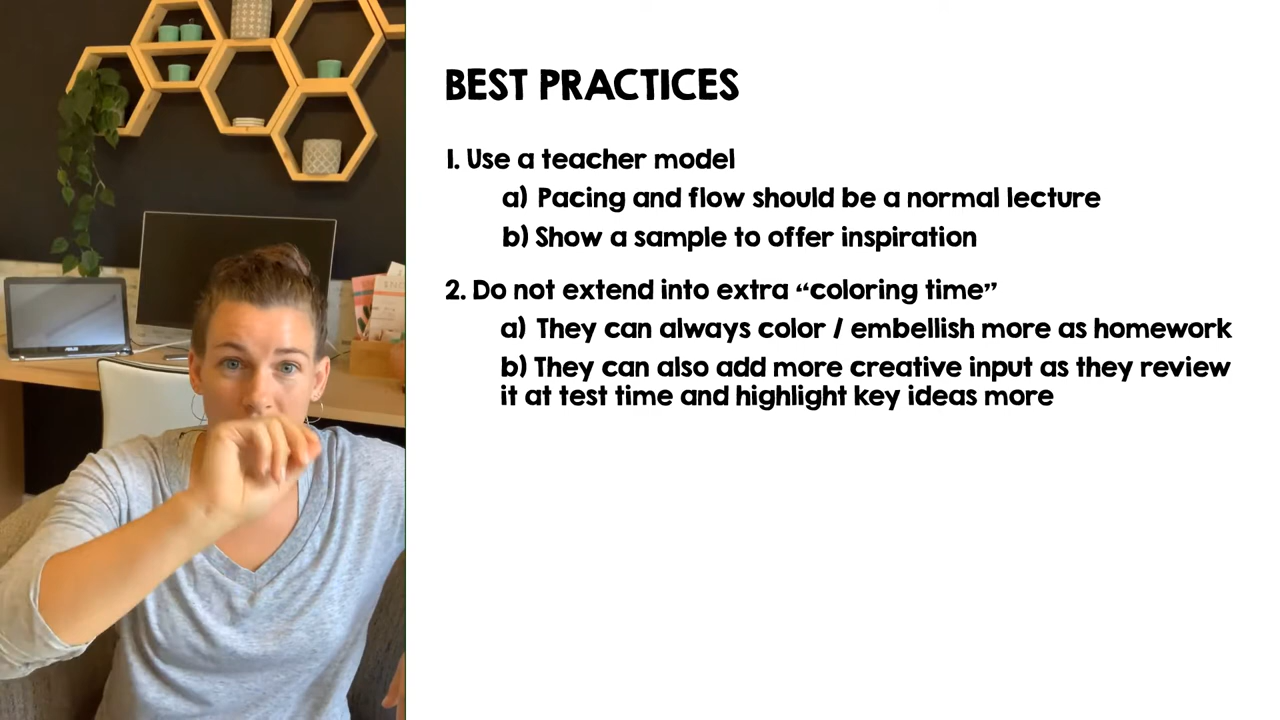 BEST PRACTICES
1. Use a teacher model
a) Pacing and flow should be a normal lecture
b) Show a sample to offer inspiration
2. Do not extend into extra “coloring time”
a) They can always color / embellish more as homework
b) They can also add more creative input as they review
it at test time and highlight key ideas more
ASUS